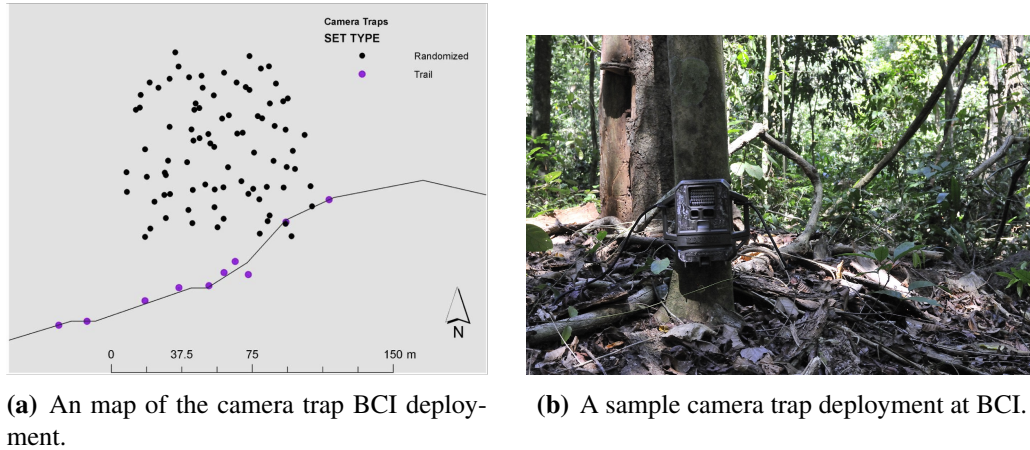 Camera Traps
SET TYPE
Randomized
Trail
N
0 37.5 75 150 m
(a) An map of the camera trap BCI deploy-
ment.
(b) A sample camera trap deployment at BCI.